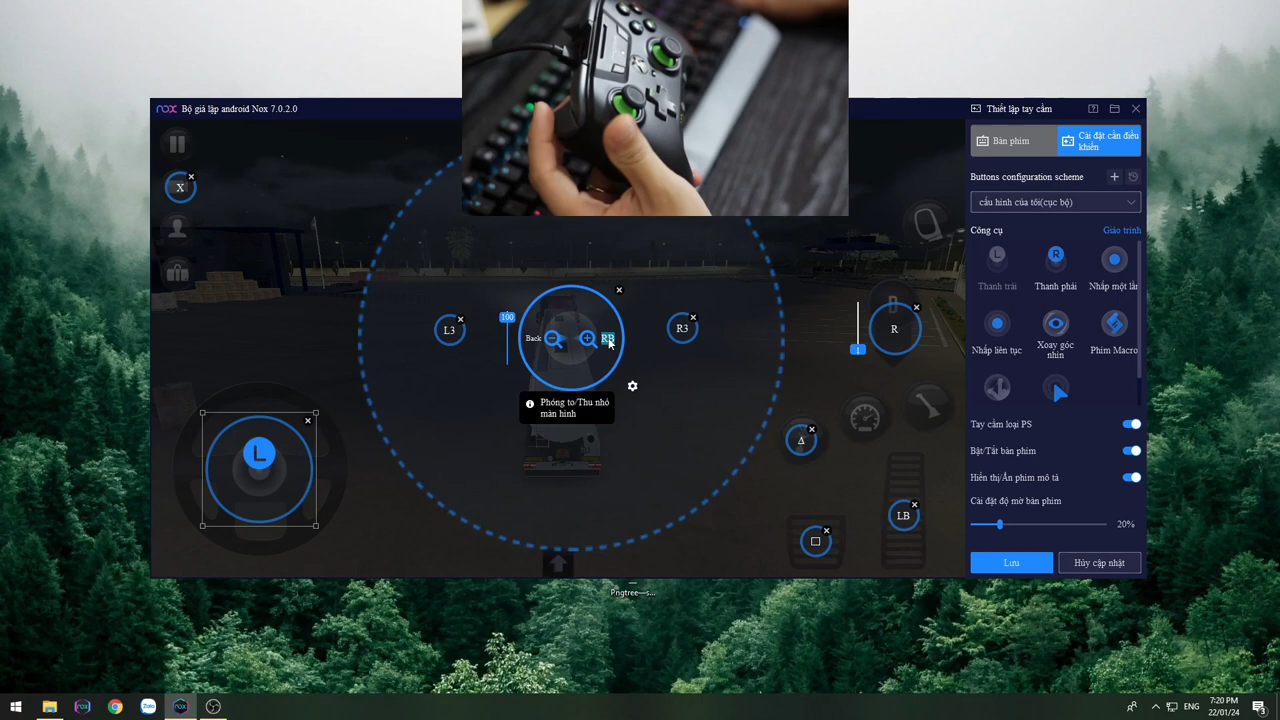 nox Bộ giả lập android Nox 7.0.2.0
Thiết lập tay cầm
Bàn phím
Cài đặt cần điều
khiển
Buttons configuration scheme
cấu hình của tôi(cục bộ)
Công cụ
Giáo trình
L
R
Thanh trái
Thanh phải
Nhấp một lần
Nhấp liên tục
Xoay góc
nhìn
Phím Macro
Tay cầm loại PS
Bật/Tắt bàn phím
Hiển thị/Ẩn phím mô tả
Cài đặt độ mờ bàn phím
20%
Lưu
Hủy cập nhật
X
L3
100
Back
RB
R3
R
Phóng to/Thu nhỏ
màn hình
L
Δ
LB
Pngtree—s...
nox
Zalo
nox
ENG
7:20 PM
22/01/24
3